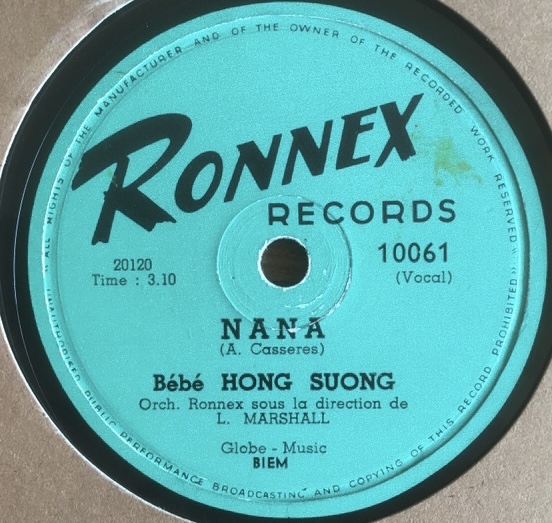 " ALL RIGHTS OF THE MANUFACTURER AND OF THE OWNER OF THE RECORDED WORK RESERVED "
RONNEX
RECORDS
20120
Time : 3.10
10061
(Vocal)
NANA
(A. Casseres)
Bébé HONG SUONG
Orch. Ronnex sous la direction de
L. MARSHALL
Globe - Music
BIEM
UNAUTHORISED PUBLIC PERFORMANCE BROADCASTING AND COPYING OF THIS RECORD PROHIBITED "